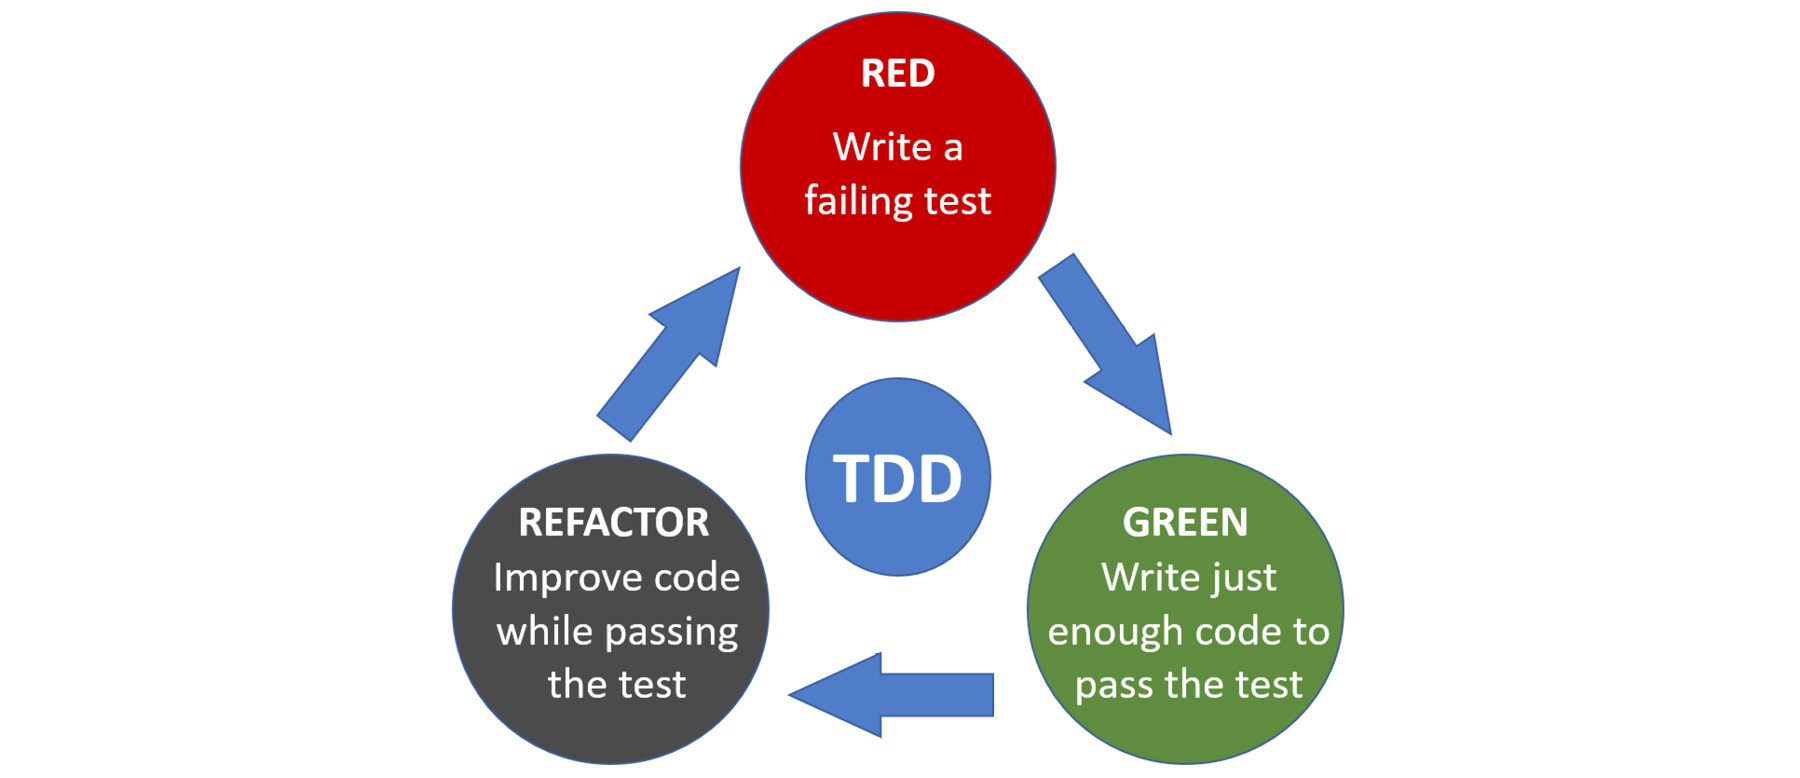 RED
Write a
failing test
TDD
REFACTOR
Improve code
while passing
the test
GREEN
Write just
enough code to
pass the test